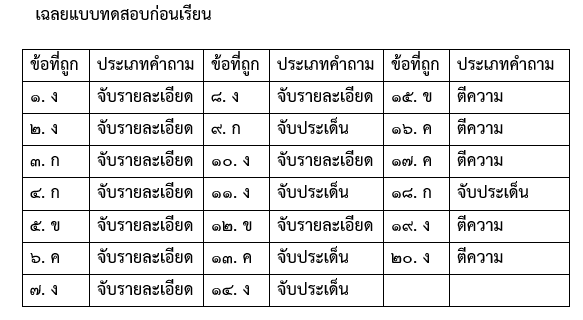 เฉลยแบบทดสอบก่อนเรียน
ข้อที่ถูก ประเภทคำถาม ข้อที่ถูก ประเภทคำถาม ข้อที่ถูก ประเภทคำถาม
๑. ง จับรายละเอียด ๘. ง จับรายละเอียด ๑๕. ข ตีความ
๒. ง จับรายละเอียด ๙. ก จับประเด็น ๑๖. ค ตีความ
๓. ก จับรายละเอียด ๑๐. ง จับรายละเอียด ๑๗. ค ตีความ
๔. ก จับรายละเอียด ๑๑. ง จับประเด็น ๑๘. ก จับประเด็น
๕. ข จับรายละเอียด ๑๒. ข จับรายละเอียด ๑๙. ง ตีความ
๖. ค จับรายละเอียด ๑๓. ค จับประเด็น ๒๐. ง ตีความ
๗. ง จับรายละเอียด ๑๔. ง จับประเด็น